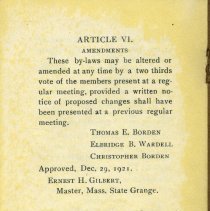 ARTICLE VI.
AMENDMENTS
These by-laws may be altered or
amended at any time by a two thirds
vote of the members present at a reg-
ular meeting, provided a written no-
tice of proposed changes shall have
been presented at a previous regular
meeting.
THOMAS E. BORDEN
ELBRIDGE B. WARDELL
CHRISTOPHER BORDEN
Approved, Dec. 29, 1921.
ERNEST H. GILBERT,
Master, Mass. State Grange.